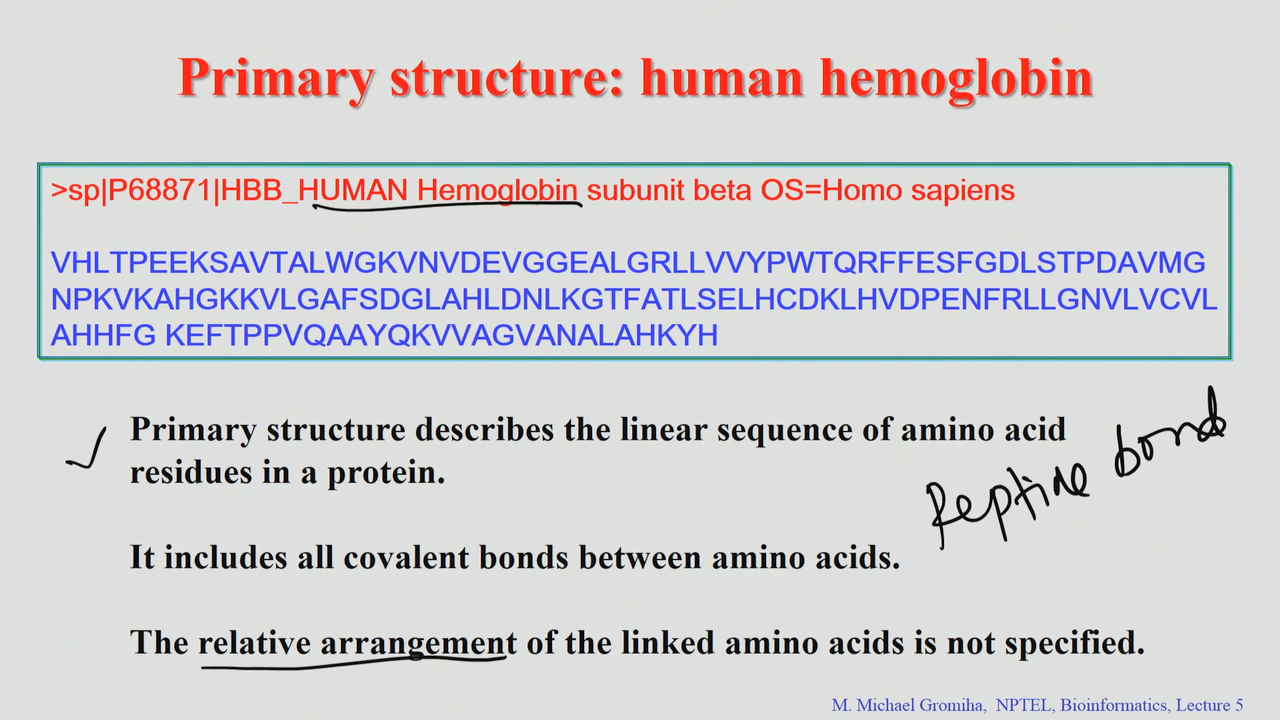 Primary structure: human hemoglobin
>sp|P68871|HBB_HUMAN Hemoglobin subunit beta OS=Homo sapiens
VHLTPEEKSAVTALWGKVNVDEVGGEALGRLLVVYPWTQRFFESFGDLSTPDAVMG
NPKVKAHGKKVLGAFSDGLAHLDNLKGTFATLSELHCDKLHVDPENFRLLGNVLVCVL
AHHFG KEFTPPVQAAYQKVVAGVANALAHKYH
Primary structure describes the linear sequence of amino acid
residues in a protein.
Peptide bond
It includes all covalent bonds between amino acids.
The relative arrangement of the linked amino acids is not specified.
M. Michael Gromiha, NPTEL, Bioinformatics, Lecture 5